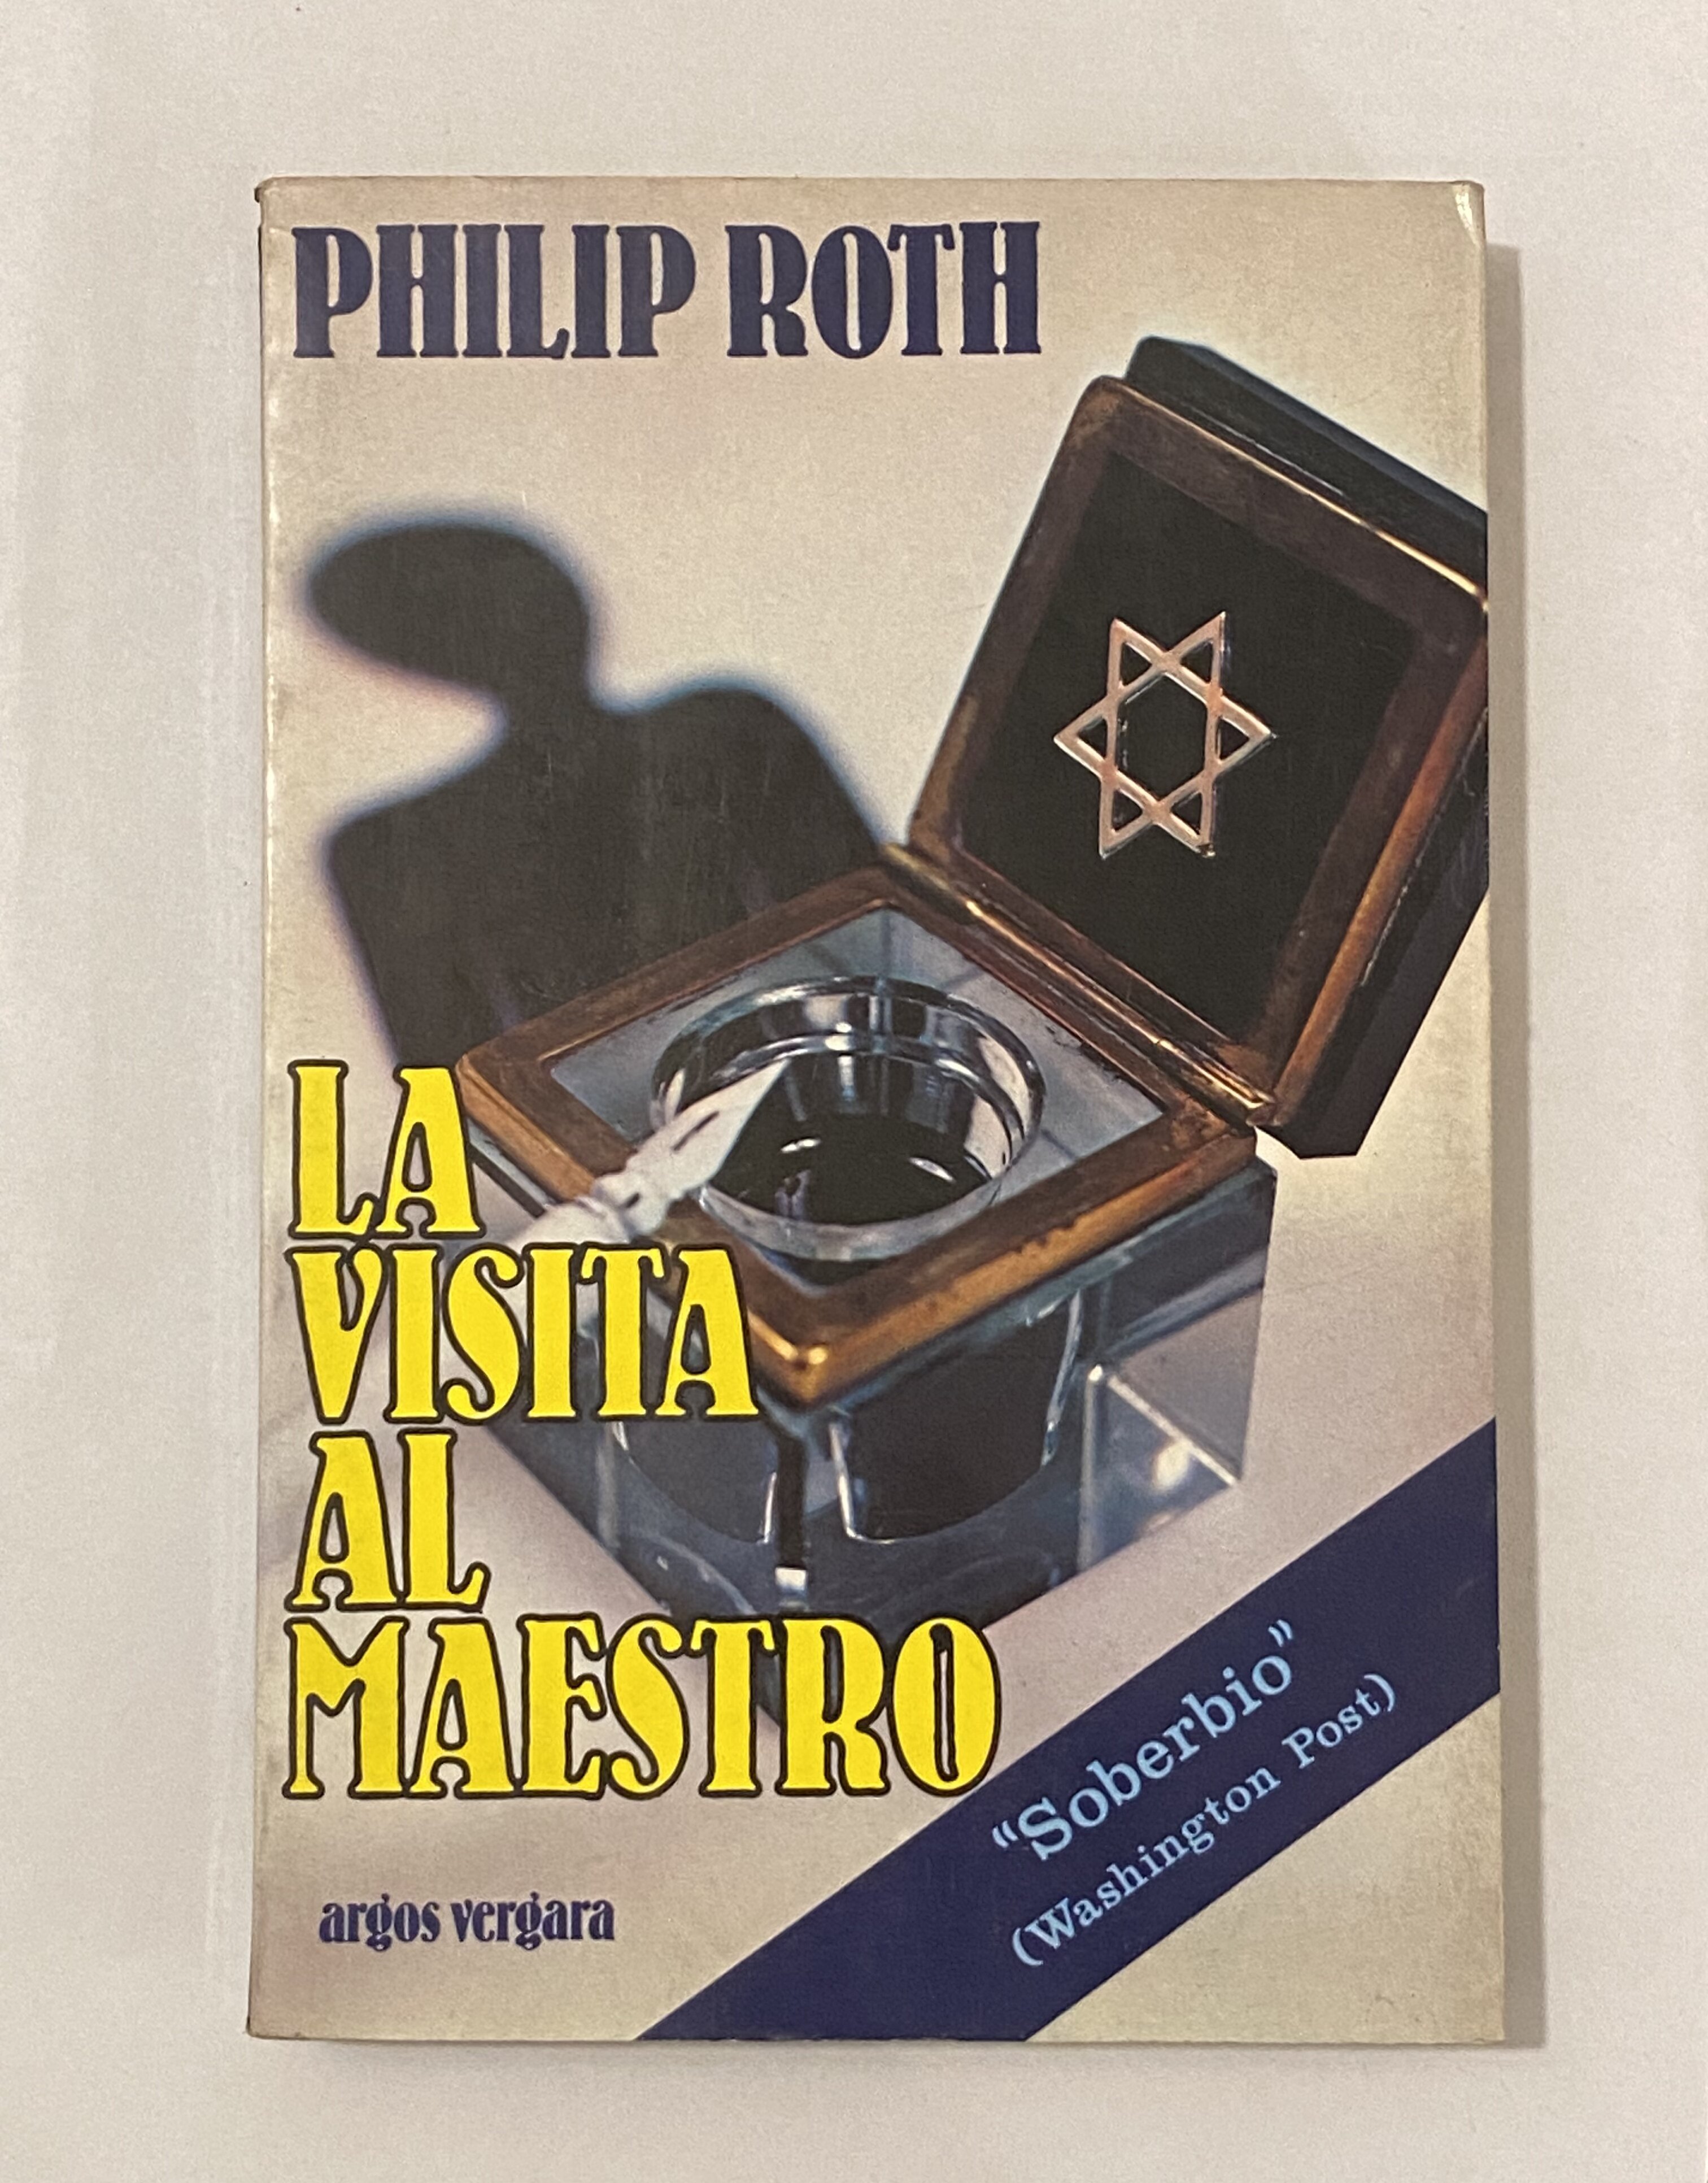 PHILIP ROTH
LA
VISITA
AL
MAESTRO
"Soberbio"
(Washington Post)
argos vergara